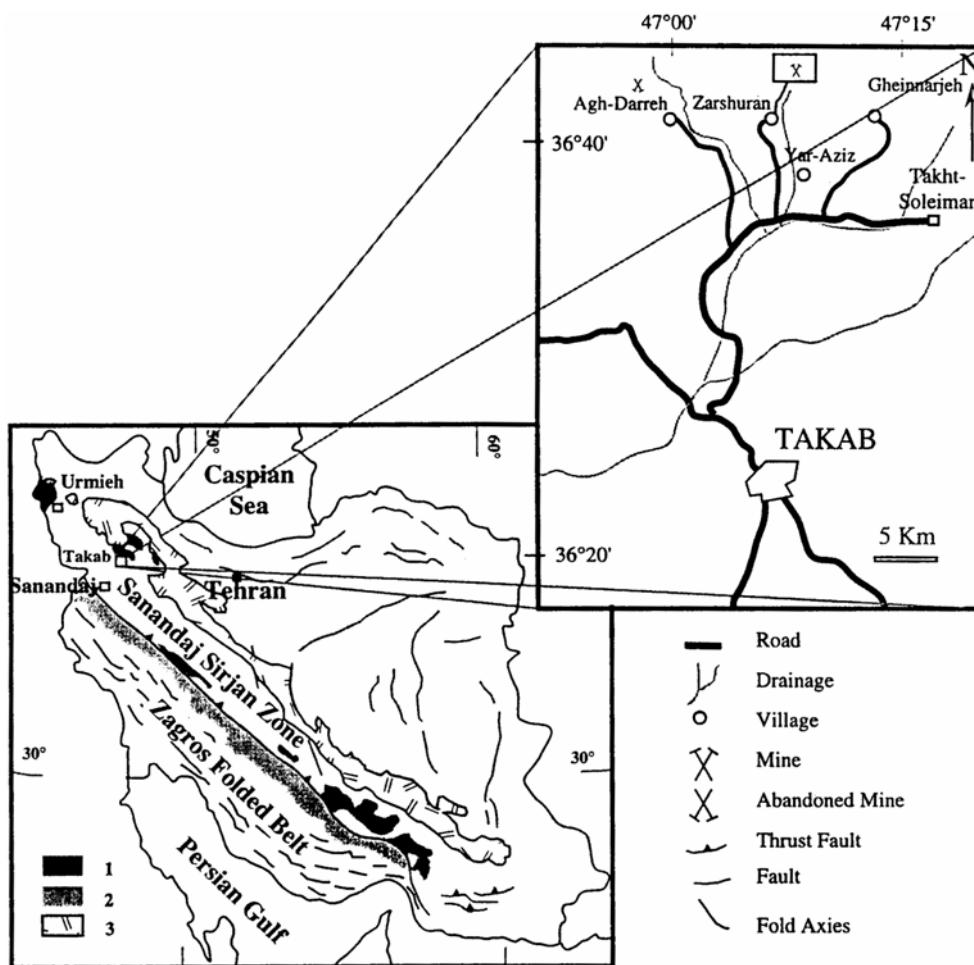 47°00'
47°15'
N
Gheinnarjeh
Agh-Darreh
Zarshuran
36°40'
Yar-Aziz
Takht-
Soleiman
TAKAB
5 Km
36°20'
50°
60°
Caspian
Sea
Urmieh
Takab
Sanandaj
Tehran
Sanandaj Sirjan Zone
Zagros Folded Belt
30°
30°
Persian Gulf
1
2
3
Road
Drainage
Village
Mine
Abandoned Mine
Thrust Fault
Fault
Fold Axies